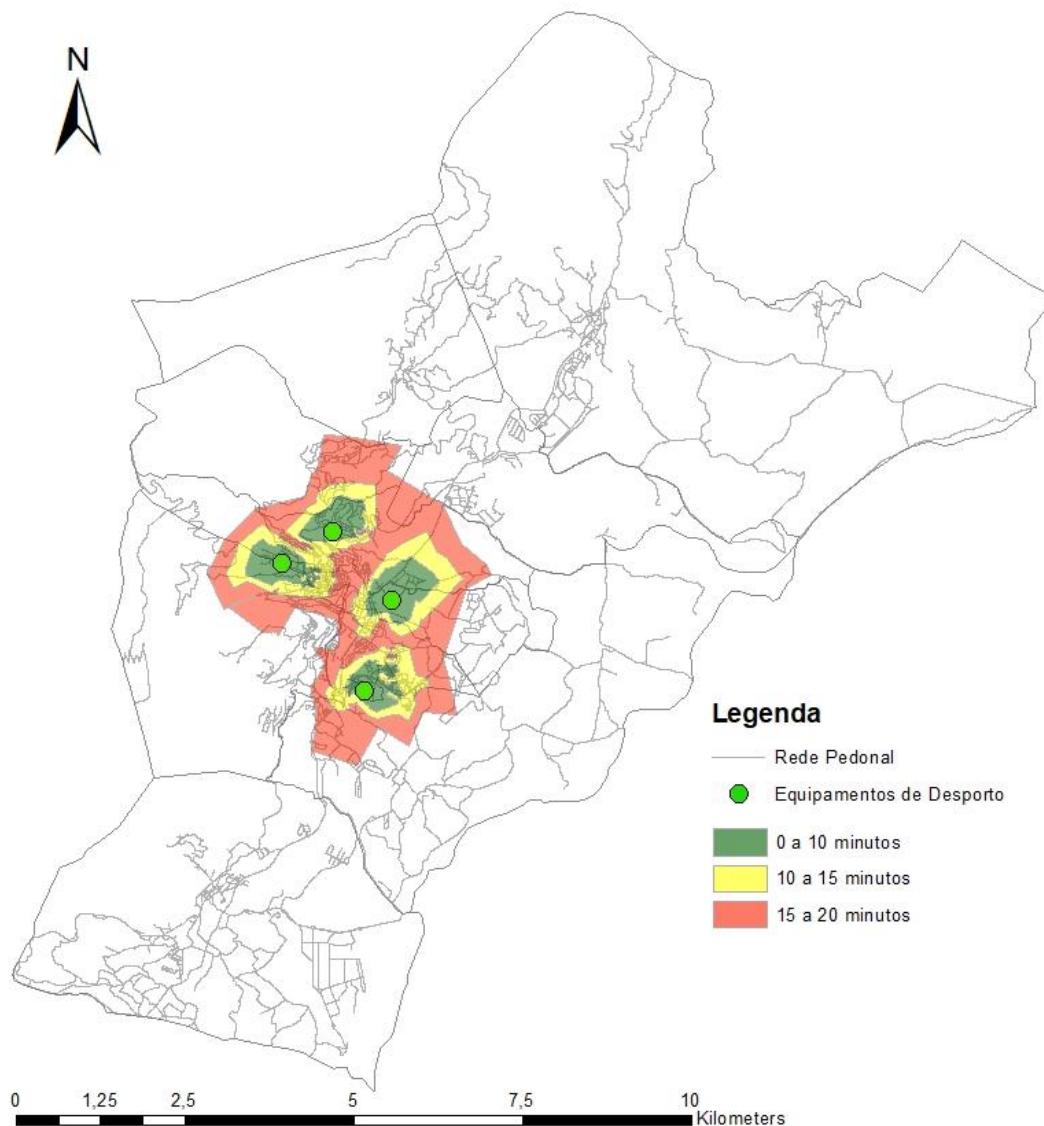 N
Legenda
Rede Pedonal
Equipamentos de Desporto
0 a 10 minutos
10 a 15 minutos
15 a 20 minutos
0 1,25 2,5 5 7,5 10
Kilometers